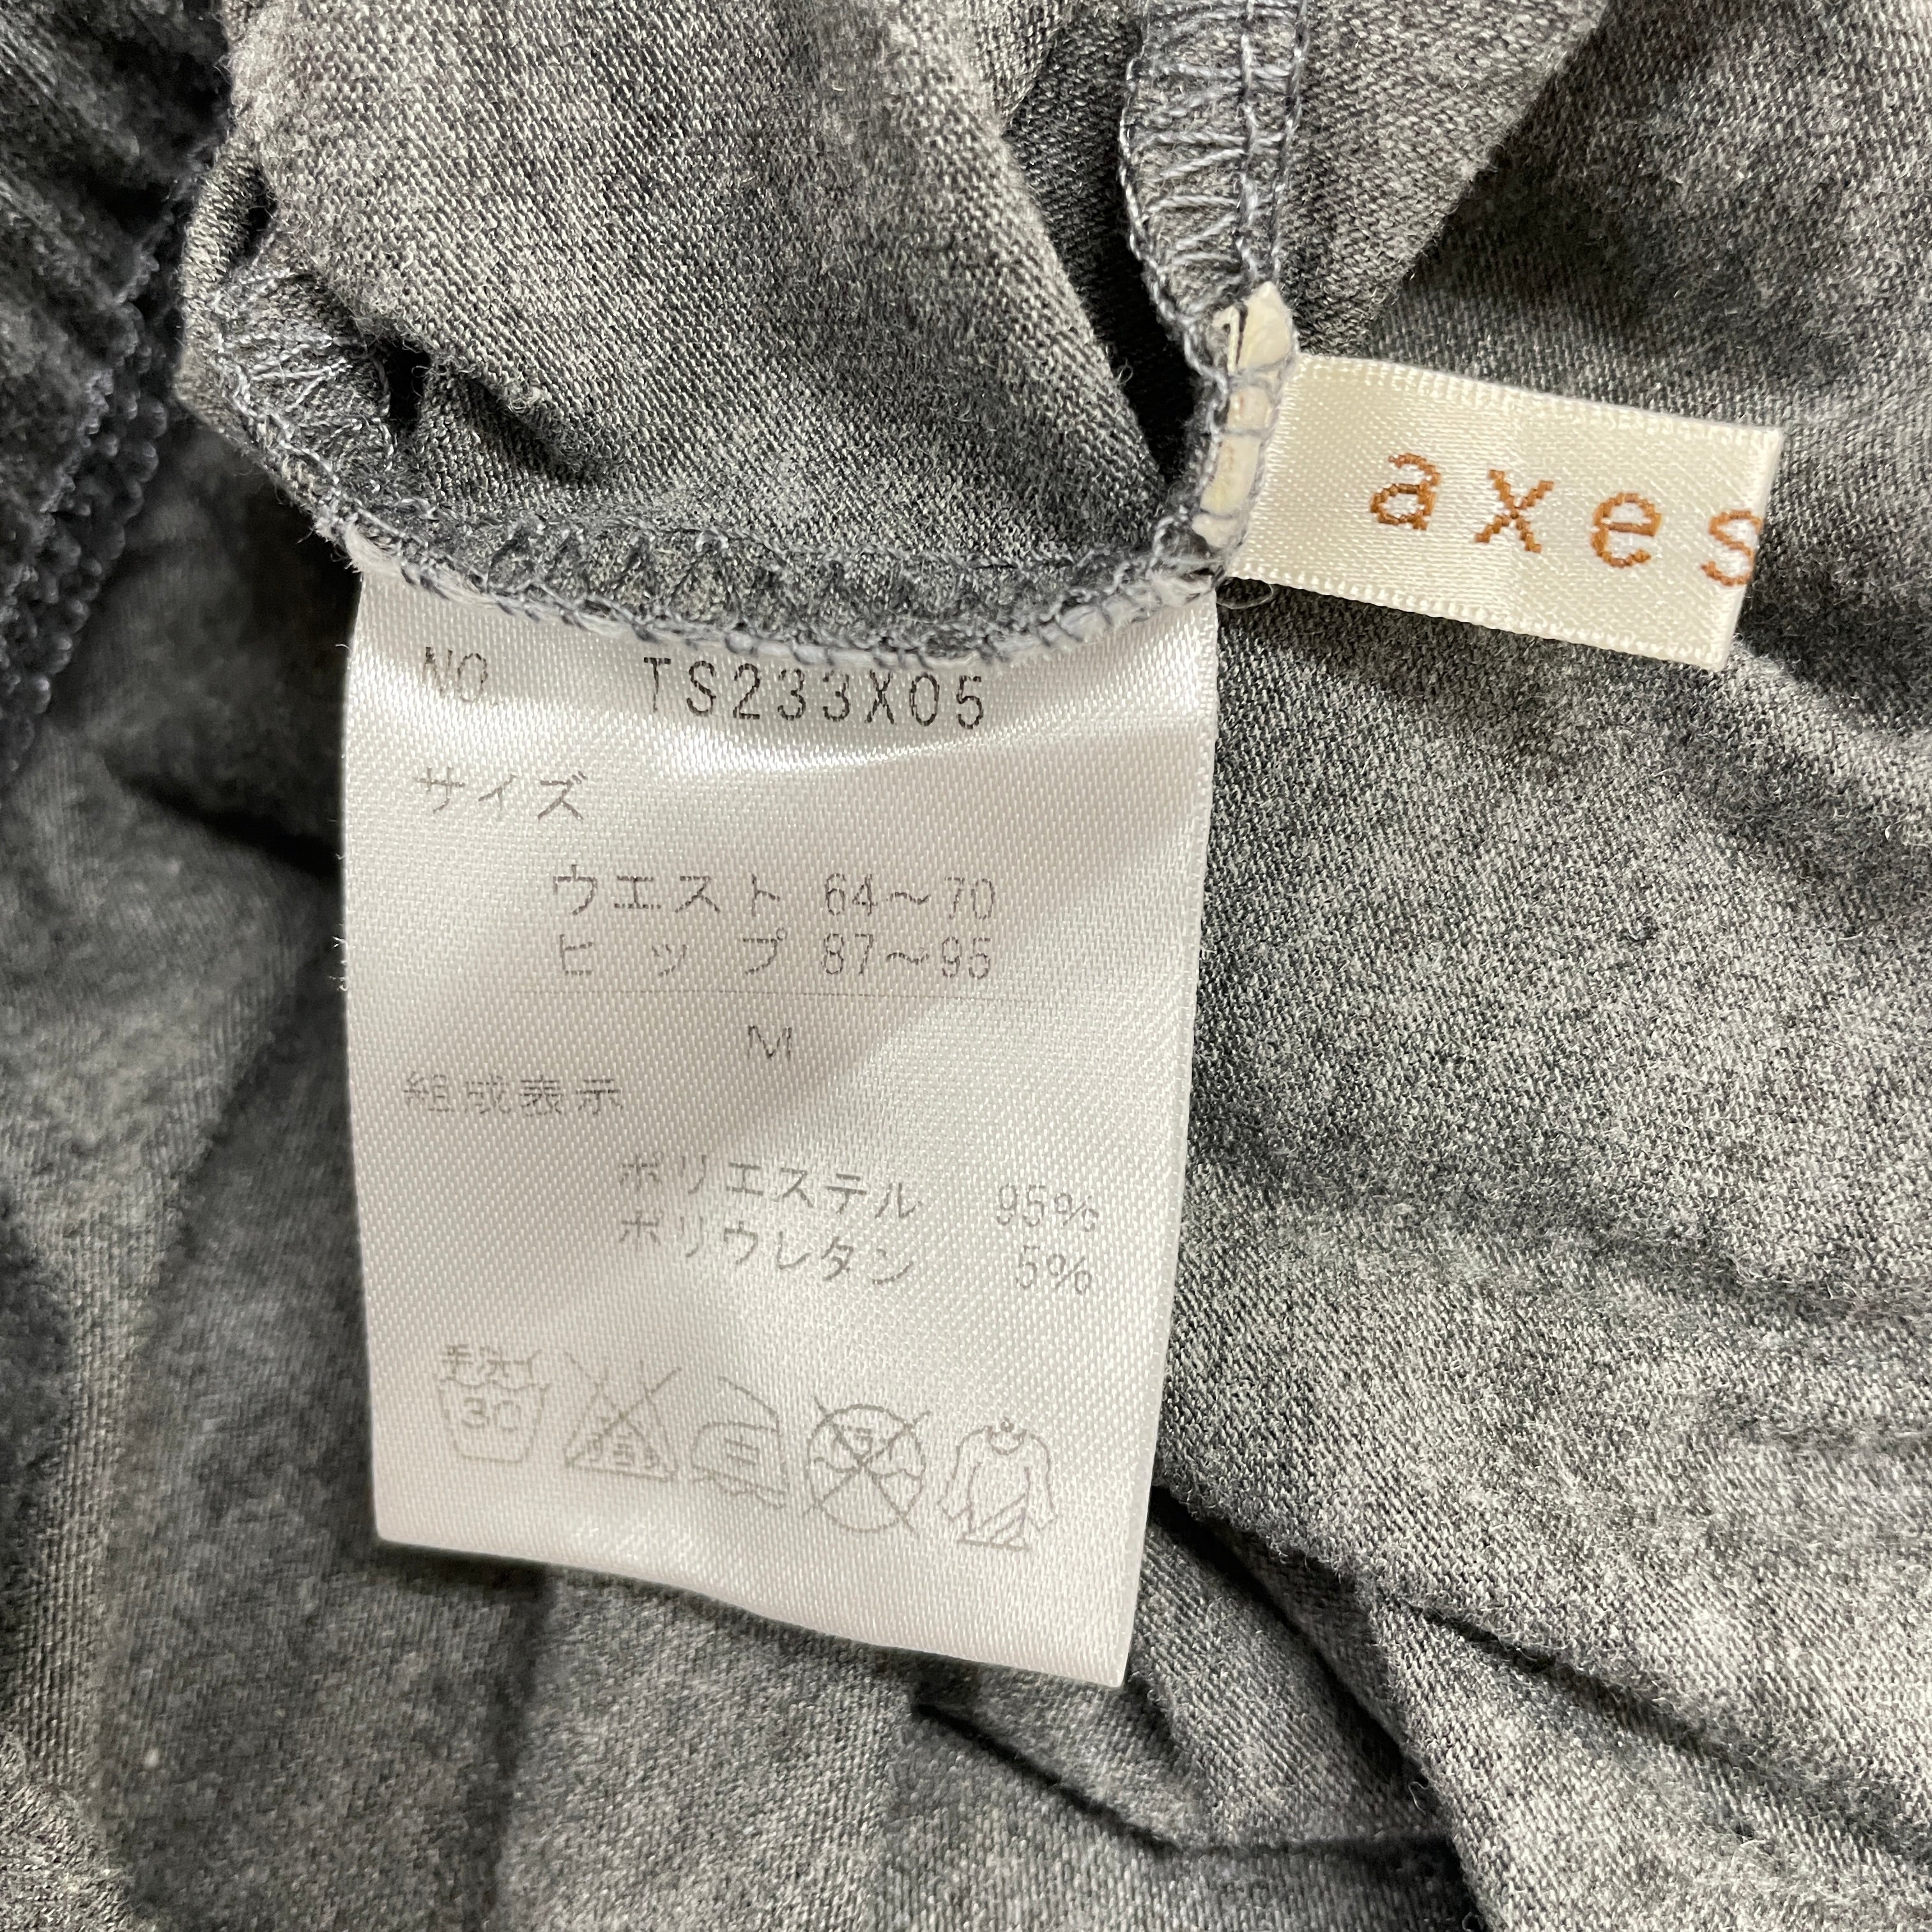 axes
NO. TS233X05
サイズ
ウエスト 64～70
ヒップ 87～95
M
組成表示
ポリエステル 95%
ポリウレタン 5%
手洗イ
30